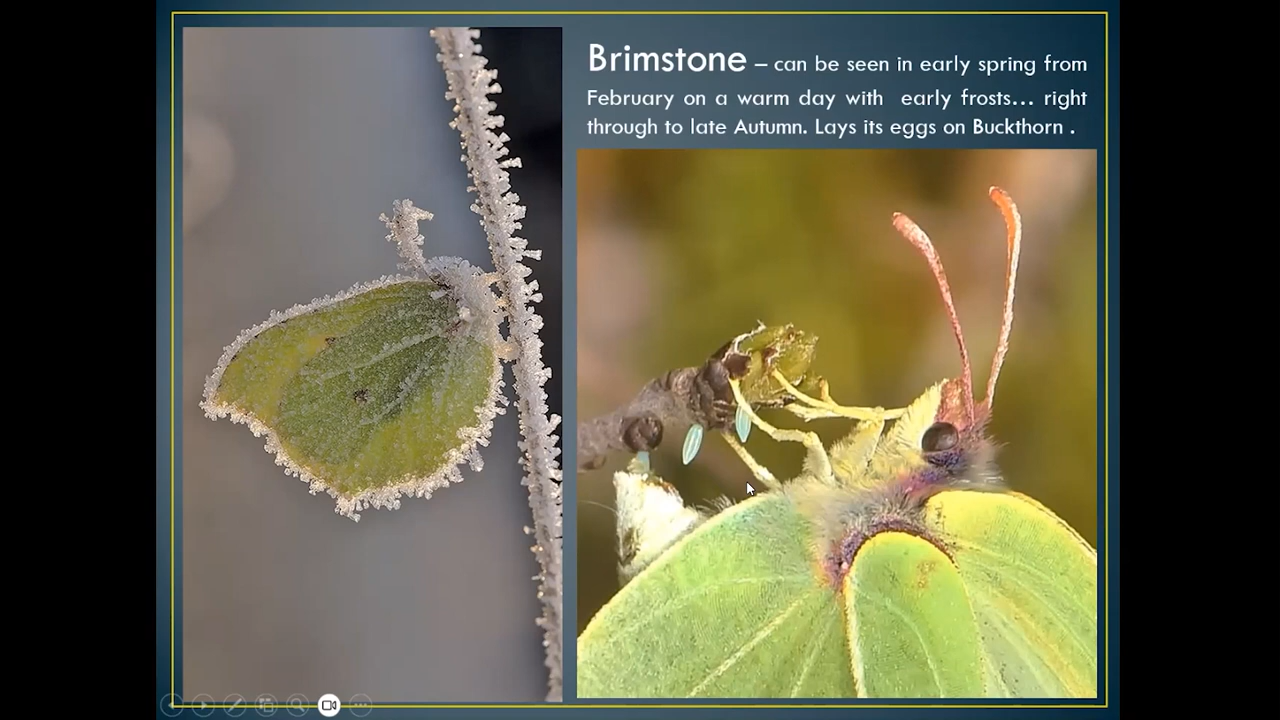 Brimstone – can be seen in early spring from
February on a warm day with early frosts... right
through to late Autumn. Lays its eggs on Buckthorn .